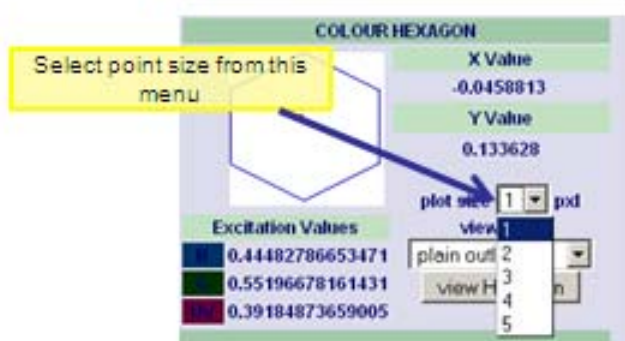 COLOUR HEXAGON
Select point size from this
menu
X Value
-0.0458813
Y Value
0.133628
plot size 1 pxl
Excitation Values
view
1
2
3
4
5
B 0.44482786653471
plain outl
0.55196678161431
view H n
UV 0.39184873659005